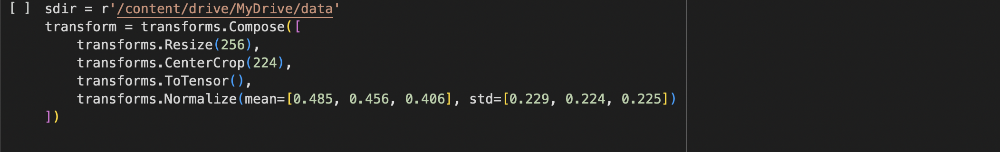 [ ] sdir = r'/content/drive/MyDrive/data'
transform = transforms.Compose([
    transforms.Resize(256),
    transforms.CenterCrop(224),
    transforms.ToTensor(),
    transforms.Normalize(mean=[0.485, 0.456, 0.406], std=[0.229, 0.224, 0.225])
])